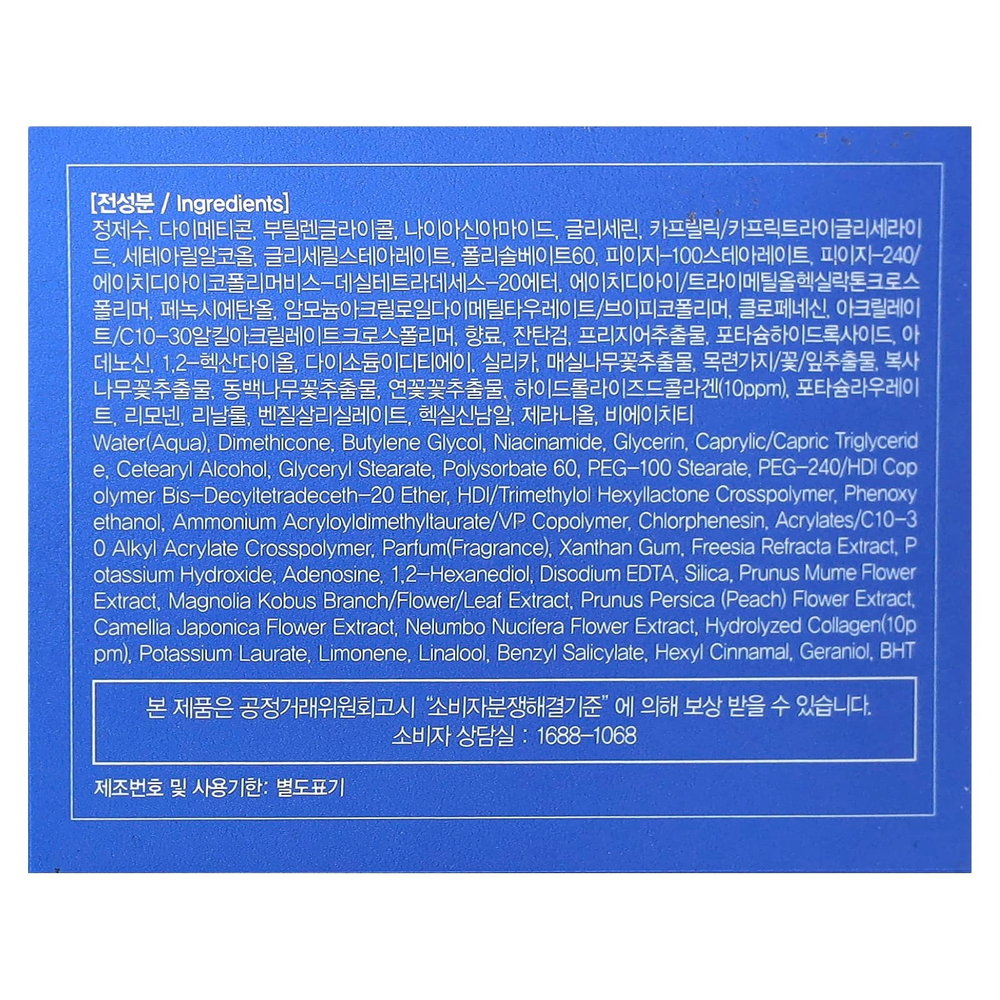 [전성분 / Ingredients]
정제수, 다이메티콘, 부틸렌글라이콜, 나이아신아마이드, 글리세린, 카프릴릭/카프릭트라이글리세라이
드, 세테아릴알코올, 글리세릴스테아레이트, 폴리솔베이트60, 피이지-100스테아레이트, 피이지-240/
에이치디아이코폴리머비스-데실테트라데세스-20에터, 에이치디아이/트라이메틸올헥실락톤크로스
폴리머, 페녹시에탄올, 암모늄아크릴로일다이메틸타우레이트/브이피코폴리머, 클로페네신, 아크릴레이
트/C10-30알킬아크릴레이트크로스폴리머, 향료, 잔탄검, 프리지어추출물, 포타슘하이드록사이드, 아
데노신, 1,2-헥산다이올, 다이소듐이디티에이, 실리카, 매실나무꽃추출물, 목련가지/꽃/잎추출물, 복사
나무꽃추출물, 동백나무꽃추출물, 연꽃꽃추출물, 하이드롤라이즈드콜라겐(10ppm), 포타슘라우레이
트, 리모넨, 리날룰, 벤질살리실레이트, 헥실신남알, 제라니올, 비에이치티
Water(Aqua), Dimethicone, Butylene Glycol, Niacinamide, Glycerin, Caprylic/Capric Triglycerid
e, Cetearyl Alcohol, Glyceryl Stearate, Polysorbate 60, PEG-100 Stearate, PEG-240/HDI Cop
olymer Bis-Decyltetradeceth-20 Ether, HDI/Trimethylol Hexyllactone Crosspolymer, Phenoxy
ethanol, Ammonium Acryloyldimethyltaurate/VP Copolymer, Chlorphenesin, Acrylates/C10-3
0 Alkyl Acrylate Crosspolymer, Parfum(Fragrance), Xanthan Gum, Freesia Refracta Extract, P
otassium Hydroxide, Adenosine, 1,2-Hexanediol, Disodium EDTA, Silica, Prunus Mume Flower
Extract, Magnolia Kobus Branch/Flower/Leaf Extract, Prunus Persica (Peach) Flower Extract,
Camellia Japonica Flower Extract, Nelumbo Nucifera Flower Extract, Hydrolyzed Collagen(10p
pm), Potassium Laurate, Limonene, Linalool, Benzyl Salicylate, Hexyl Cinnamal, Geraniol, BHT
본 제품은 공정거래위원회고시 “소비자분쟁해결기준” 에 의해 보상 받을 수 있습니다.
소비자 상담실 : 1688-1068
제조번호 및 사용기한: 별도표기